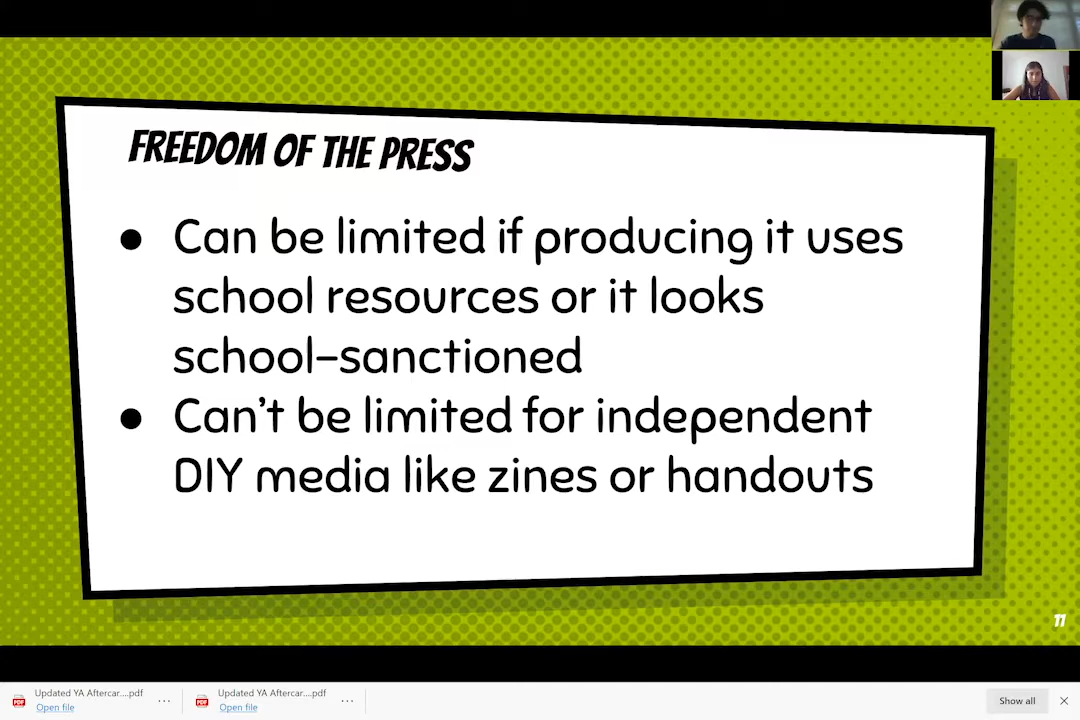 FREEDOM OF THE PRESS
● Can be limited if producing it uses
school resources or it looks
school-sanctioned
● Can't be limited for independent
DIY media like zines or handouts
11
Updated YA Aftercar....pdf
Open file
Updated YA Aftercar....pdf
Open file
Show all
PDF
PDF